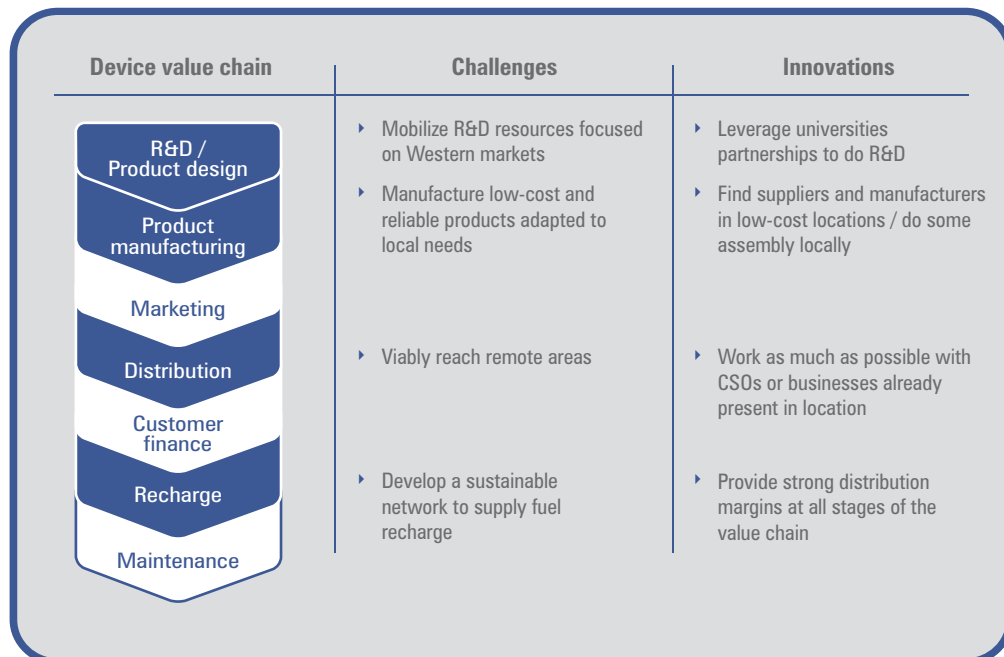 Device value chain
Challenges
Innovations
R&D /
Product design
▸ Mobilize R&D resources focused
on Western markets
▸ Leverage universities
partnerships to do R&D
Product
manufacturing
▸ Manufacture low-cost and
reliable products adapted to
local needs
▸ Find suppliers and manufacturers
in low-cost locations / do some
assembly locally
Marketing
Distribution
▸ Viably reach remote areas
▸ Work as much as possible with
CSOs or businesses already
present in location
Customer
finance
Recharge
▸ Develop a sustainable
network to supply fuel
recharge
▸ Provide strong distribution
margins at all stages of the
value chain
Maintenance